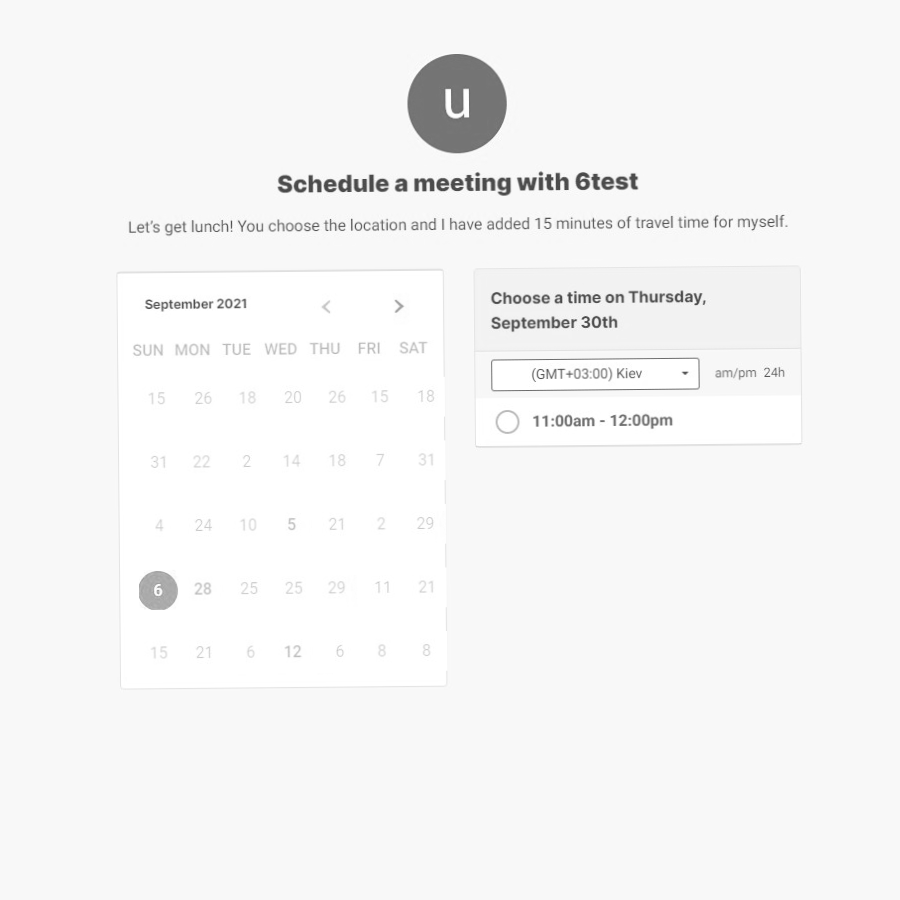 u
Schedule a meeting with 6test
Let's get lunch! You choose the location and I have added 15 minutes of travel time for myself.
September 2021
SUN MON TUE WED THU FRI SAT
15 26 18 20 26 15 18
31 22 2 14 18 7 31
4 24 10 5 21 2 29
6 28 25 25 29 11 21
15 21 6 12 6 8 8
Choose a time on Thursday,
September 30th
(GMT+03:00) Kiev am/pm 24h
11:00am - 12:00pm